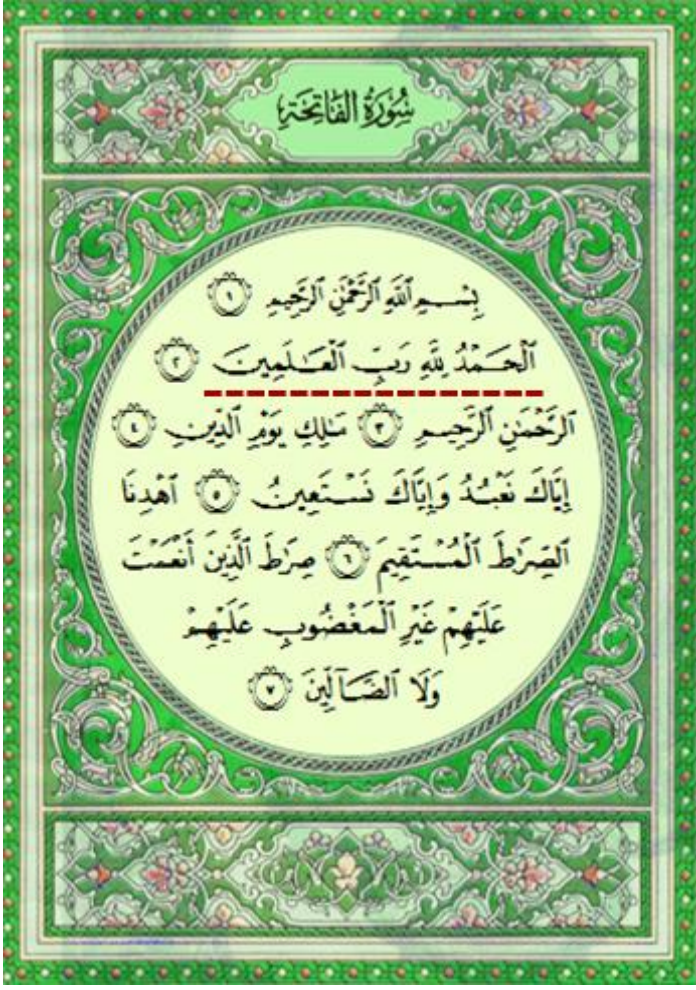 سُورَةُ الفَاتِحَةِ
بِسْمِ ٱللَّهِ ٱلرَّحْمَٰنِ ٱلرَّحِيمِ ١
ٱلْحَمْدُ لِلَّهِ رَبِّ ٱلْعَٰلَمِينَ ٢
ٱلرَّحْمَٰنِ ٱلرَّحِيمِ ٣ مَٰلِكِ يَوْمِ ٱلدِّينِ ٤
إِيَّاكَ نَعْبُدُ وَإِيَّاكَ نَسْتَعِينُ ٥ ٱهْدِنَا
ٱلصِّرَٰطَ ٱلْمُسْتَقِيمَ ٦ صِرَٰطَ ٱلَّذِينَ أَنْعَمْتَ
عَلَيْهِمْ غَيْرِ ٱلْمَغْضُوبِ عَلَيْهِمْ
وَلَا ٱلضَّآلِّينَ ٧